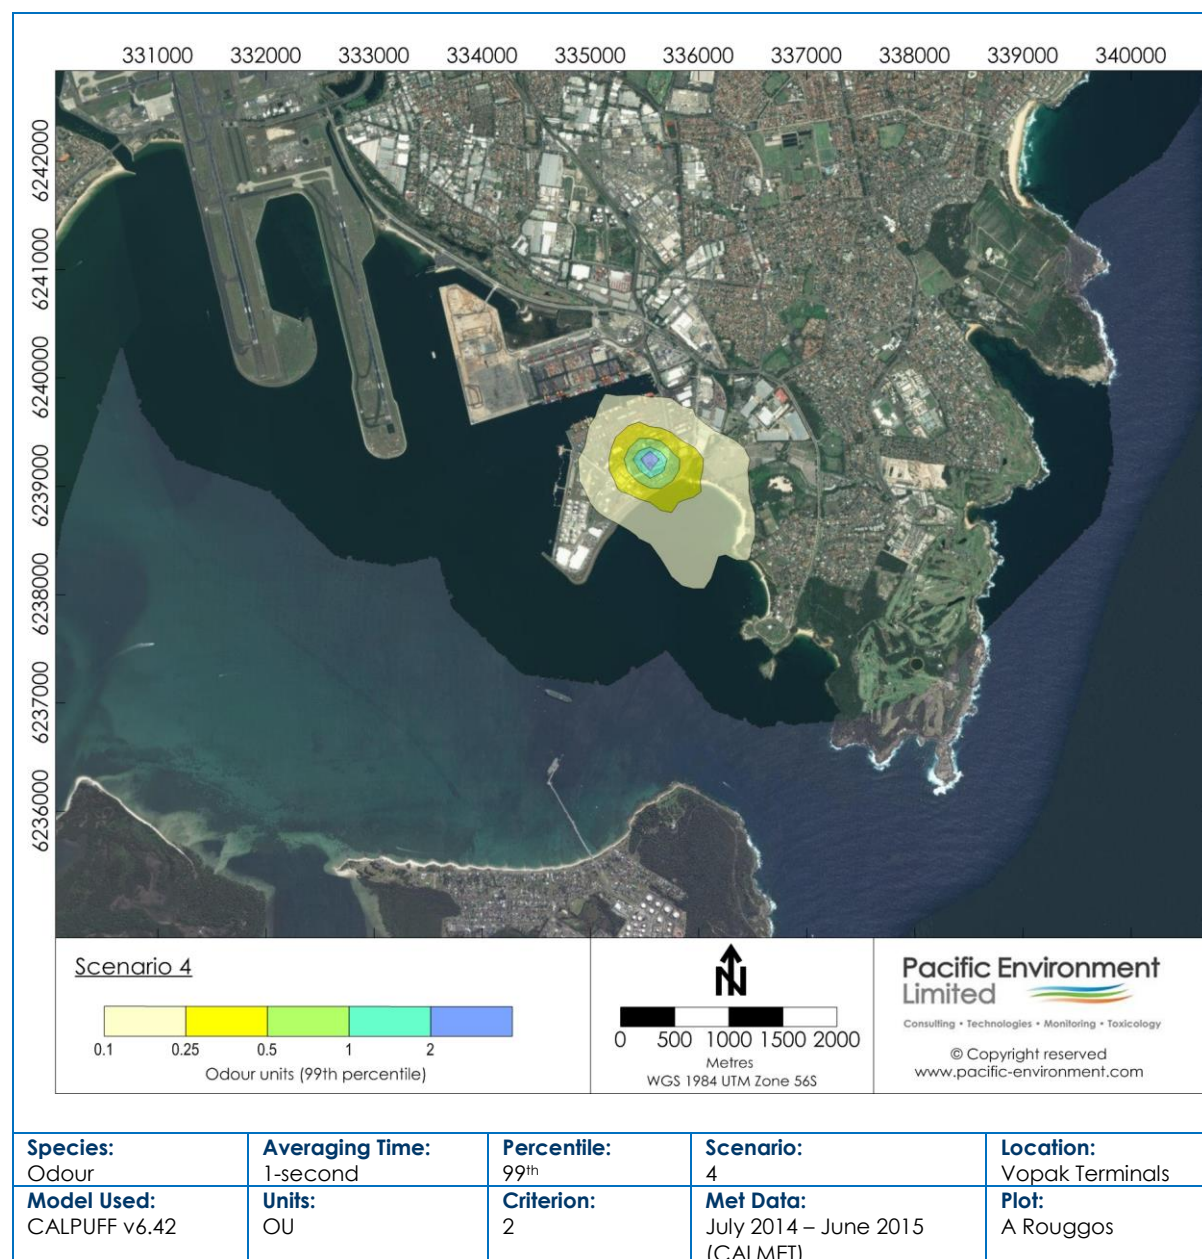 331000 332000 333000 334000 335000 336000 337000 338000 339000 340000
6242000
6241000
6240000
6239000
6238000
6237000
6236000
Scenario 4
0.1 0.25 0.5 1 2
Odour units (99th percentile)
N
0 500 1000 1500 2000
Metres
WGS 1984 UTM Zone 56S
Pacific Environment
Limited
Consulting • Technologies • Monitoring • Toxicology
© Copyright reserved
www.pacific-environment.com
Species: Averaging Time: Percentile: Scenario: Location:
Odour 1-second 99th 4 Vopak Terminals
Model Used: Units: Criterion: Met Data: Plot:
CALPUFF v6.42 OU 2 July 2014 – June 2015 A Rouggos
(CALMET)